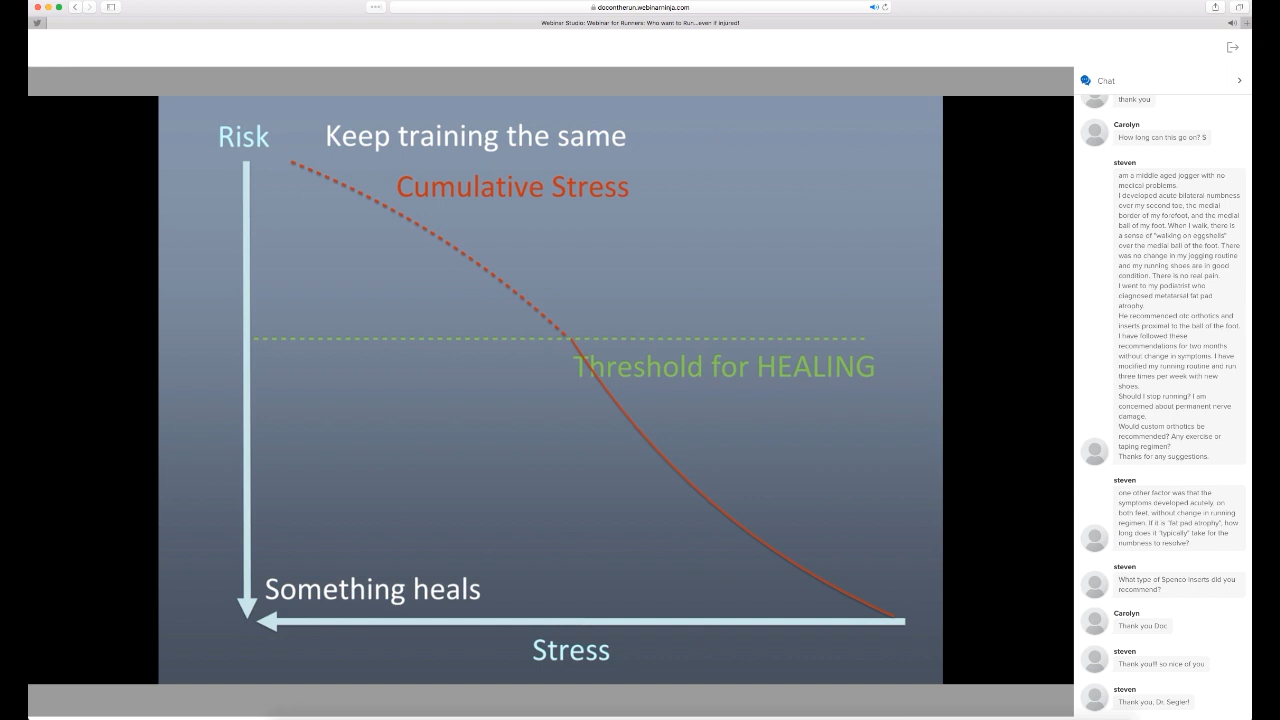 docontherun.webinarninja.com
Webinar Studio: Webinar for Runners: Who want to Run...even if injured!
Risk
Keep training the same
Cumulative Stress
Threshold for HEALING
Something heals
Stress
Chat
thank you
Carolyn
How long can this go on? S
steven
am a middle aged jogger with no
medical problems.
I developed acute bilateral numbness
over my second toe, the medial
border of my forefoot, and the medial
ball of my foot. When I walk, there is
a sense of "walking on eggshells"
over the medial ball of the foot. There
was no change in my jogging routine
and my running shoes are in good
condition. There is no real pain.
I went to my podiatrist who
diagnosed metatarsal fat pad
atrophy.
He recommended otc orthotics and
inserts proximal to the ball of the foot.
I have followed these
recommendations for two months
without change in symptoms. I have
modified my running routine and run
three times per week with new
shoes.
Should I stop running? I am
concerned about permanent nerve
damage.
Would custom orthotics be
recommended? Any exercise or
taping regimen?
Thanks for any suggestions.
steven
one other factor was that the
symptoms developed acutely, on
both feet, without change in running
regimen. If it is "fat pad atrophy", how
long does it "typically" take for the
numbness to resolve?
steven
What type of Spenco inserts did you
recommend?
Carolyn
Thank you Doc
steven
Thank you!!! so nice of you
steven
Thank you, Dr. Segler!